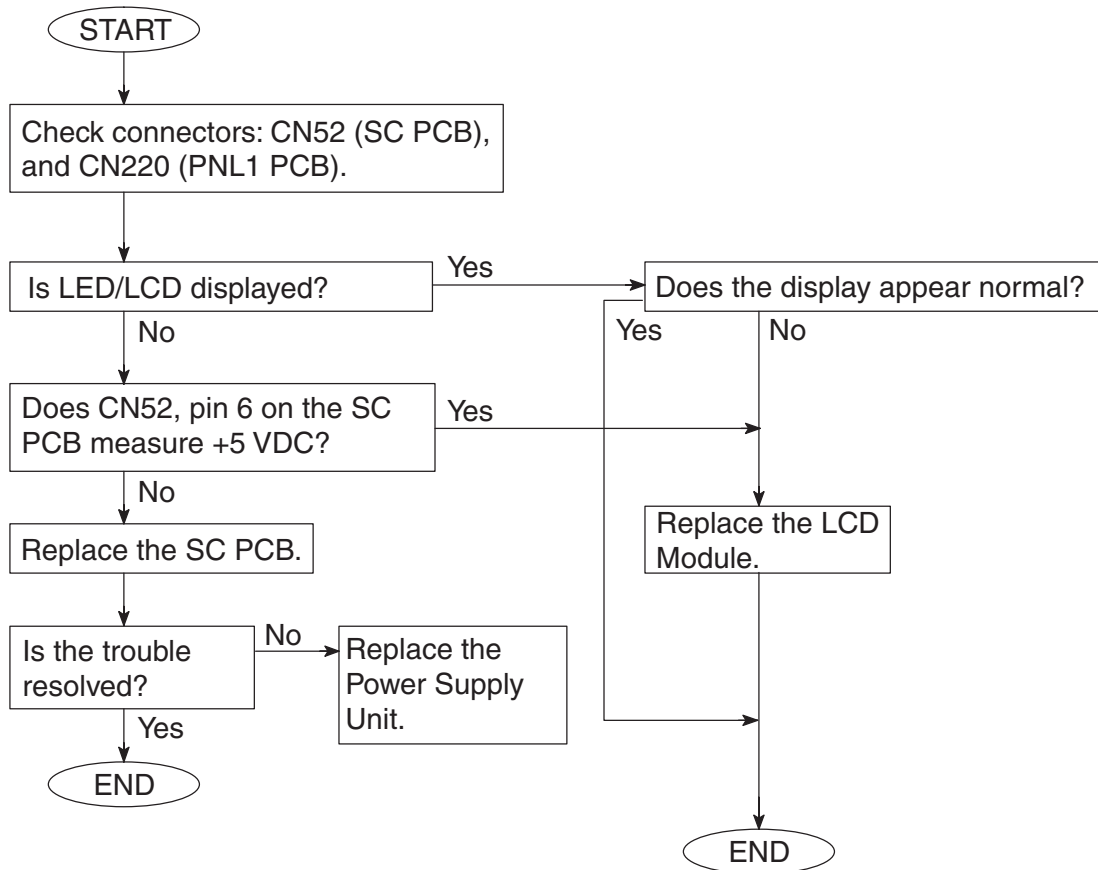 START
Check connectors: CN52 (SC PCB),
and CN220 (PNL1 PCB).
Is LED/LCD displayed?
Yes
Does the display appear normal?
No
Yes
No
Does CN52, pin 6 on the SC
PCB measure +5 VDC?
Yes
No
Replace the LCD
Module.
Replace the SC PCB.
Is the trouble
resolved?
No
Replace the
Power Supply
Unit.
Yes
END
END